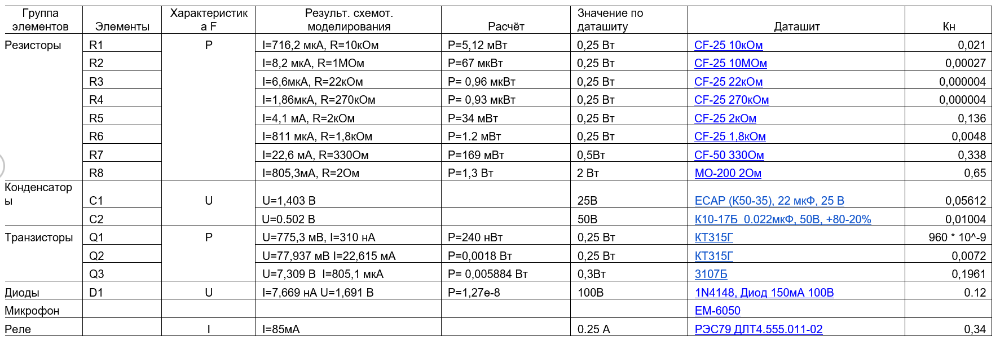 Группа элементов Элементы Характеристика F Результ. схемот. моделирования Расчёт Значение по даташиту Даташит Кн
Резисторы R1 P I=716,2 мкА, R=10кОм P=5,12 мВт 0,25 Вт CF-25 10кОм 0,021
R2 I=8,2 мкА, R=1МОм P=67 мкВт 0,25 Вт CF-25 10МОм 0,00027
R3 I=6,6мкА, R=22кОм P= 0,96 мкВт 0,25 Вт CF-25 22кОм 0,000004
R4 I=1,86мкА, R=270кОм P= 0,93 мкВт 0,25 Вт CF-25 270кОм 0,000004
R5 I=4,1 мА, R=2кОм P=34 мВт 0,25 Вт CF-25 2кОм 0,136
R6 I=811 мкА, R=1,8кОм P=1.2 мВт 0,25 Вт CF-25 1,8кОм 0,0048
R7 I=22,6 мА, R=330Ом P=169 мВт 0,5Вт CF-50 330Ом 0,338
R8 I=805,3мА, R=2Ом P=1,3 Вт 2 Вт МО-200 2Ом 0,65
Конденсаторы C1 U U=1,403 В 25В ECAP (К50-35), 22 мкФ, 25 В 0,05612
C2 U=0.502 В 50В К10-17Б 0.022мкФ, 50В, +80-20% 0,01004
Транзисторы Q1 P U=775,3 мВ, I=310 нА P=240 нВт 0,25 Вт КТ315Г 960 * 10^-9
Q2 U=77,937 мВ I=22,615 мА P=0,0018 Вт 0,25 Вт КТ315Г 0,0072
Q3 U=7,309 В I=805,1 мкА P= 0,005884 Вт 0,3Вт 3107Б 0,1961
Диоды D1 U I=7,669 нА U=1,691 В P=1,27e-8 100В 1N4148, Диод 150мА 100В 0.12
Микрофон EM-6050
Реле I I=85мА 0.25 А РЭС79 ДЛТ4.555.011-02 0,34